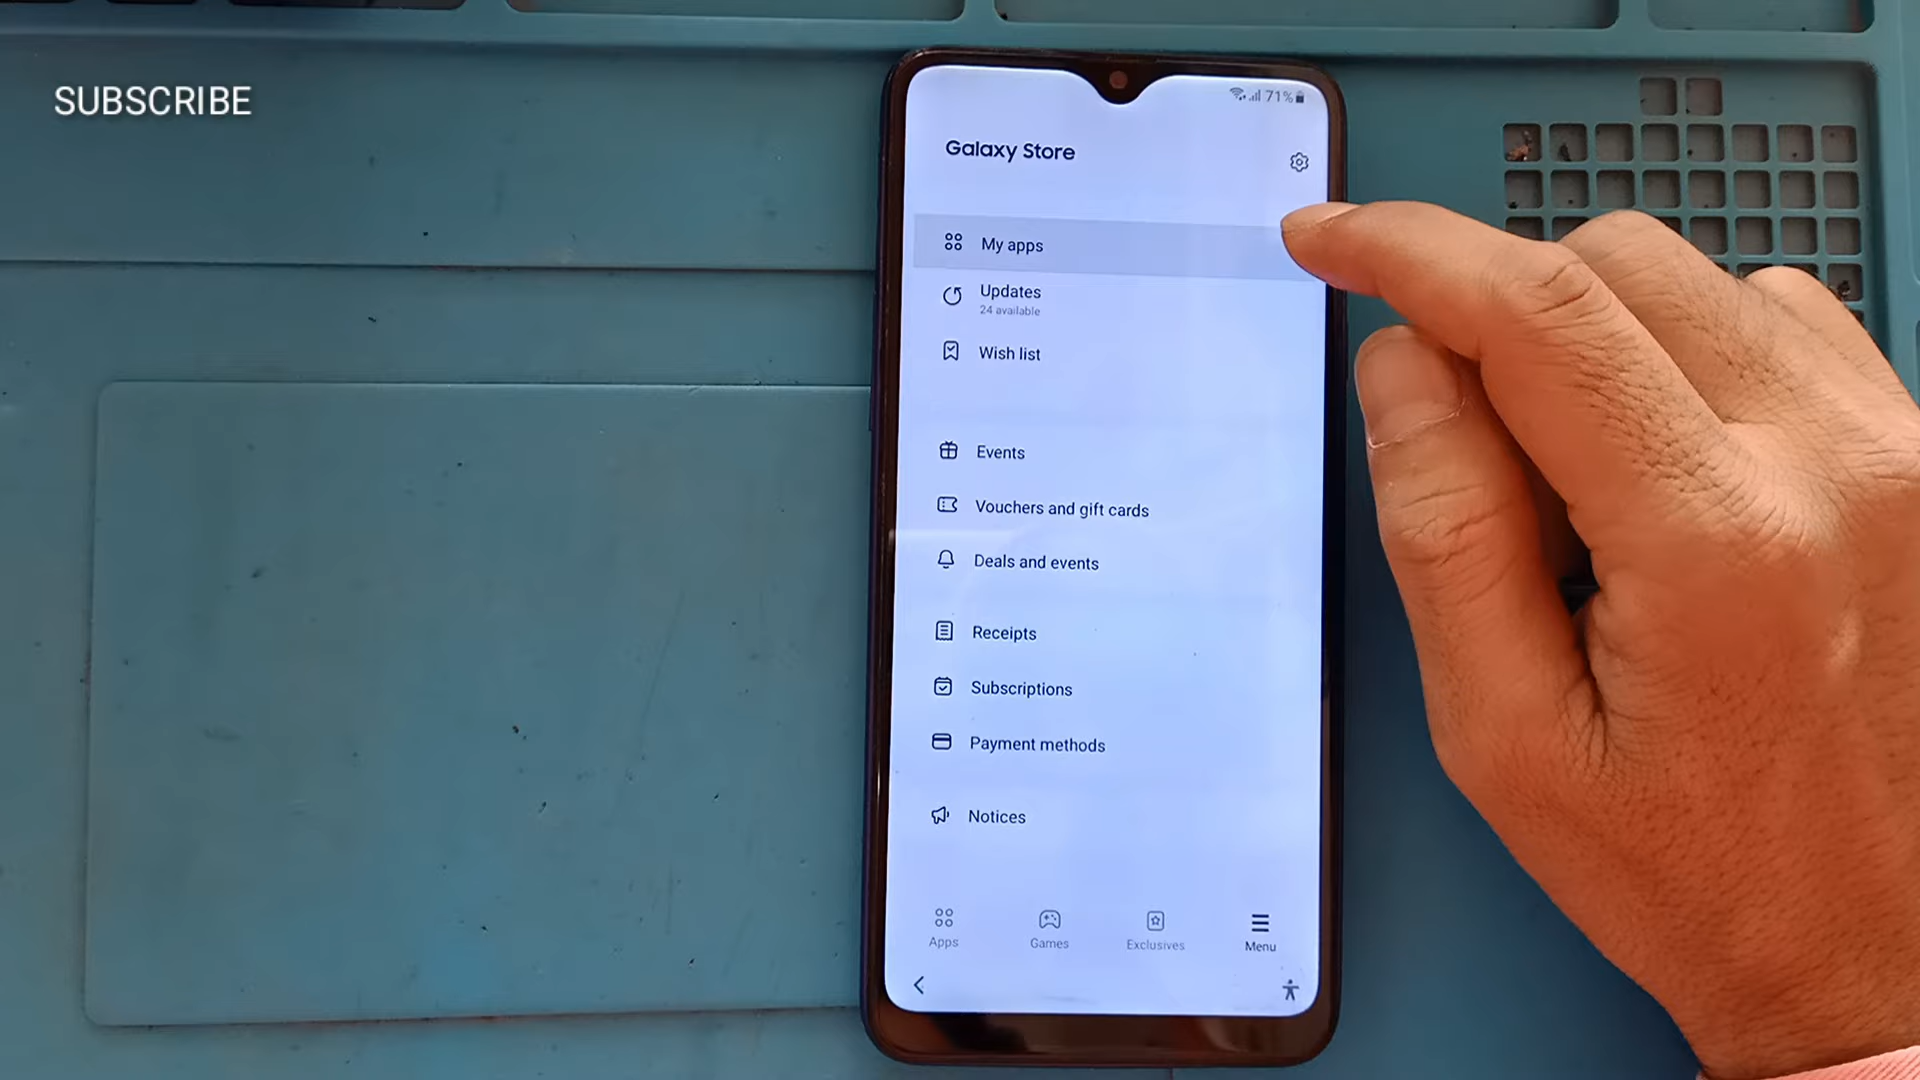 SUBSCRIBE
71%
Galaxy Store
My apps
Updates
24 available
Wish list
Events
Vouchers and gift cards
Deals and events
Receipts
Subscriptions
Payment methods
Notices
Apps Games Exclusives Menu